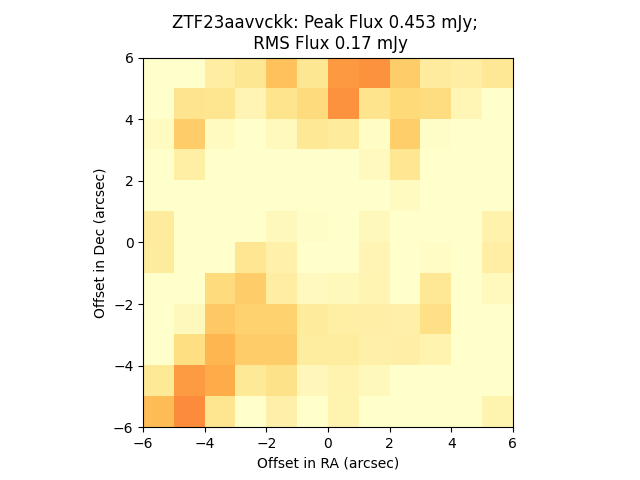 ZTF23aavvckk: Peak Flux 0.453 mJy;
RMS Flux 0.17 mJy
6
4
2
0
−2
−4
−6
Offset in Dec (arcsec)
−6 −4 −2 0 2 4 6
Offset in RA (arcsec)